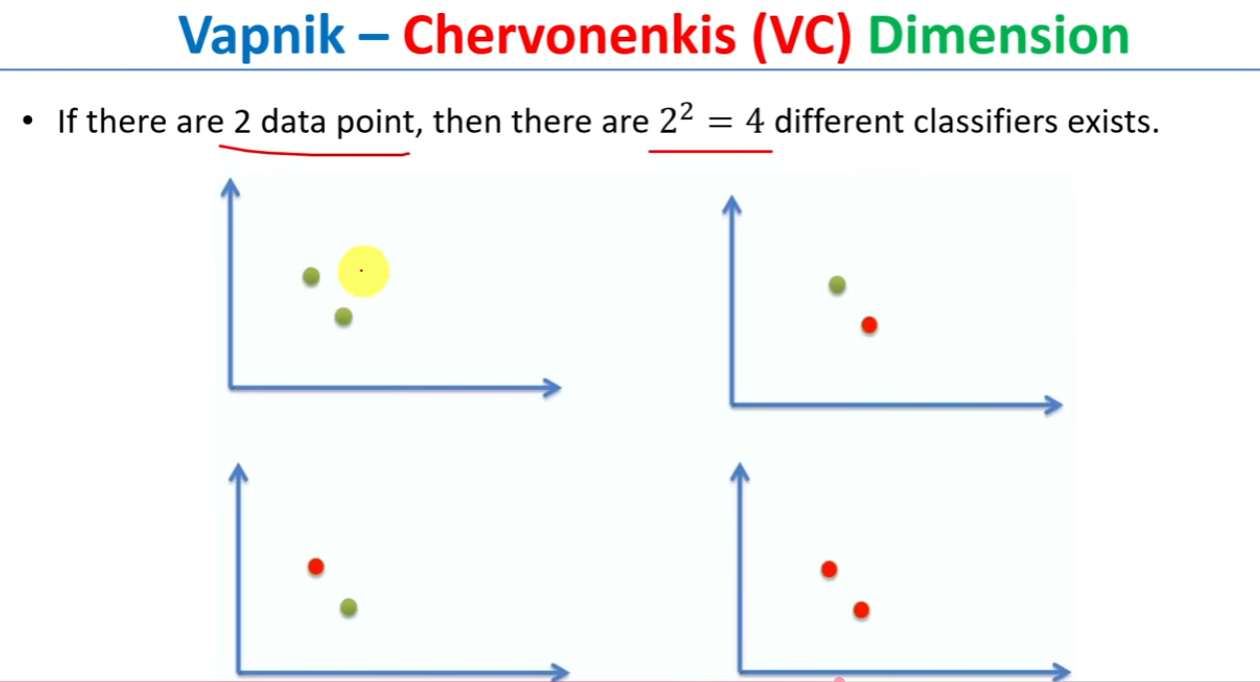 Vapnik – Chervonenkis (VC) Dimension
• If there are 2 data point, then there are 2² = 4 different classifiers exists.